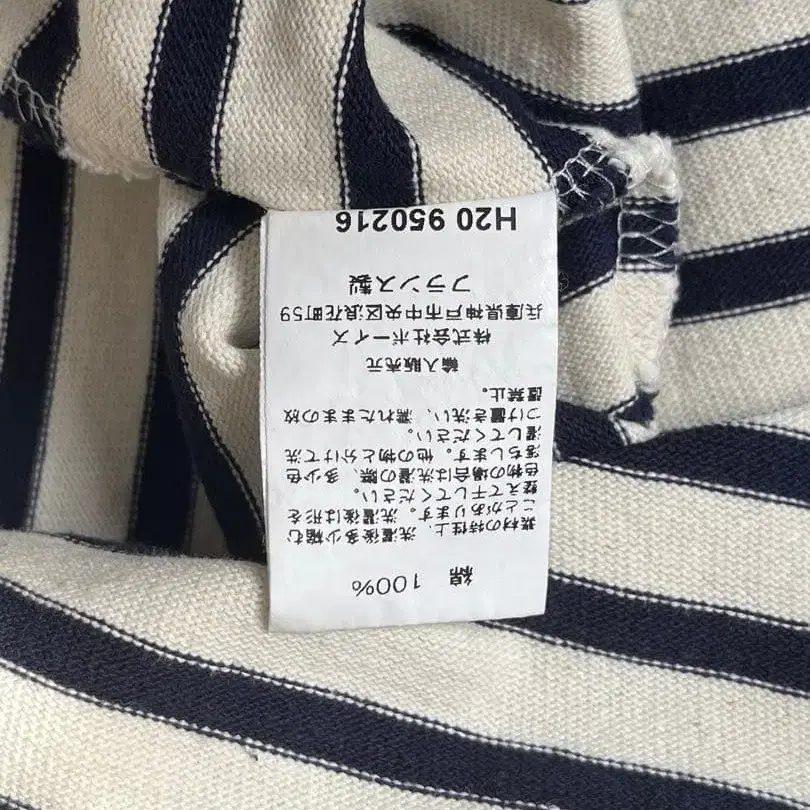 綿 100%
素材の特性上、洗濯後多少縮む
ことがあります。洗濯後は形を
整えて干してください。
色物の場合は洗濯の際、多少色
落ちします。他の物と分けて洗
濯してください。
つけ置き洗い、濡れたままの放
置禁止。
輸入販売元
株式会社ボーイズ
兵庫県神戸市中央区浪花町59
フランス製
H20 950216